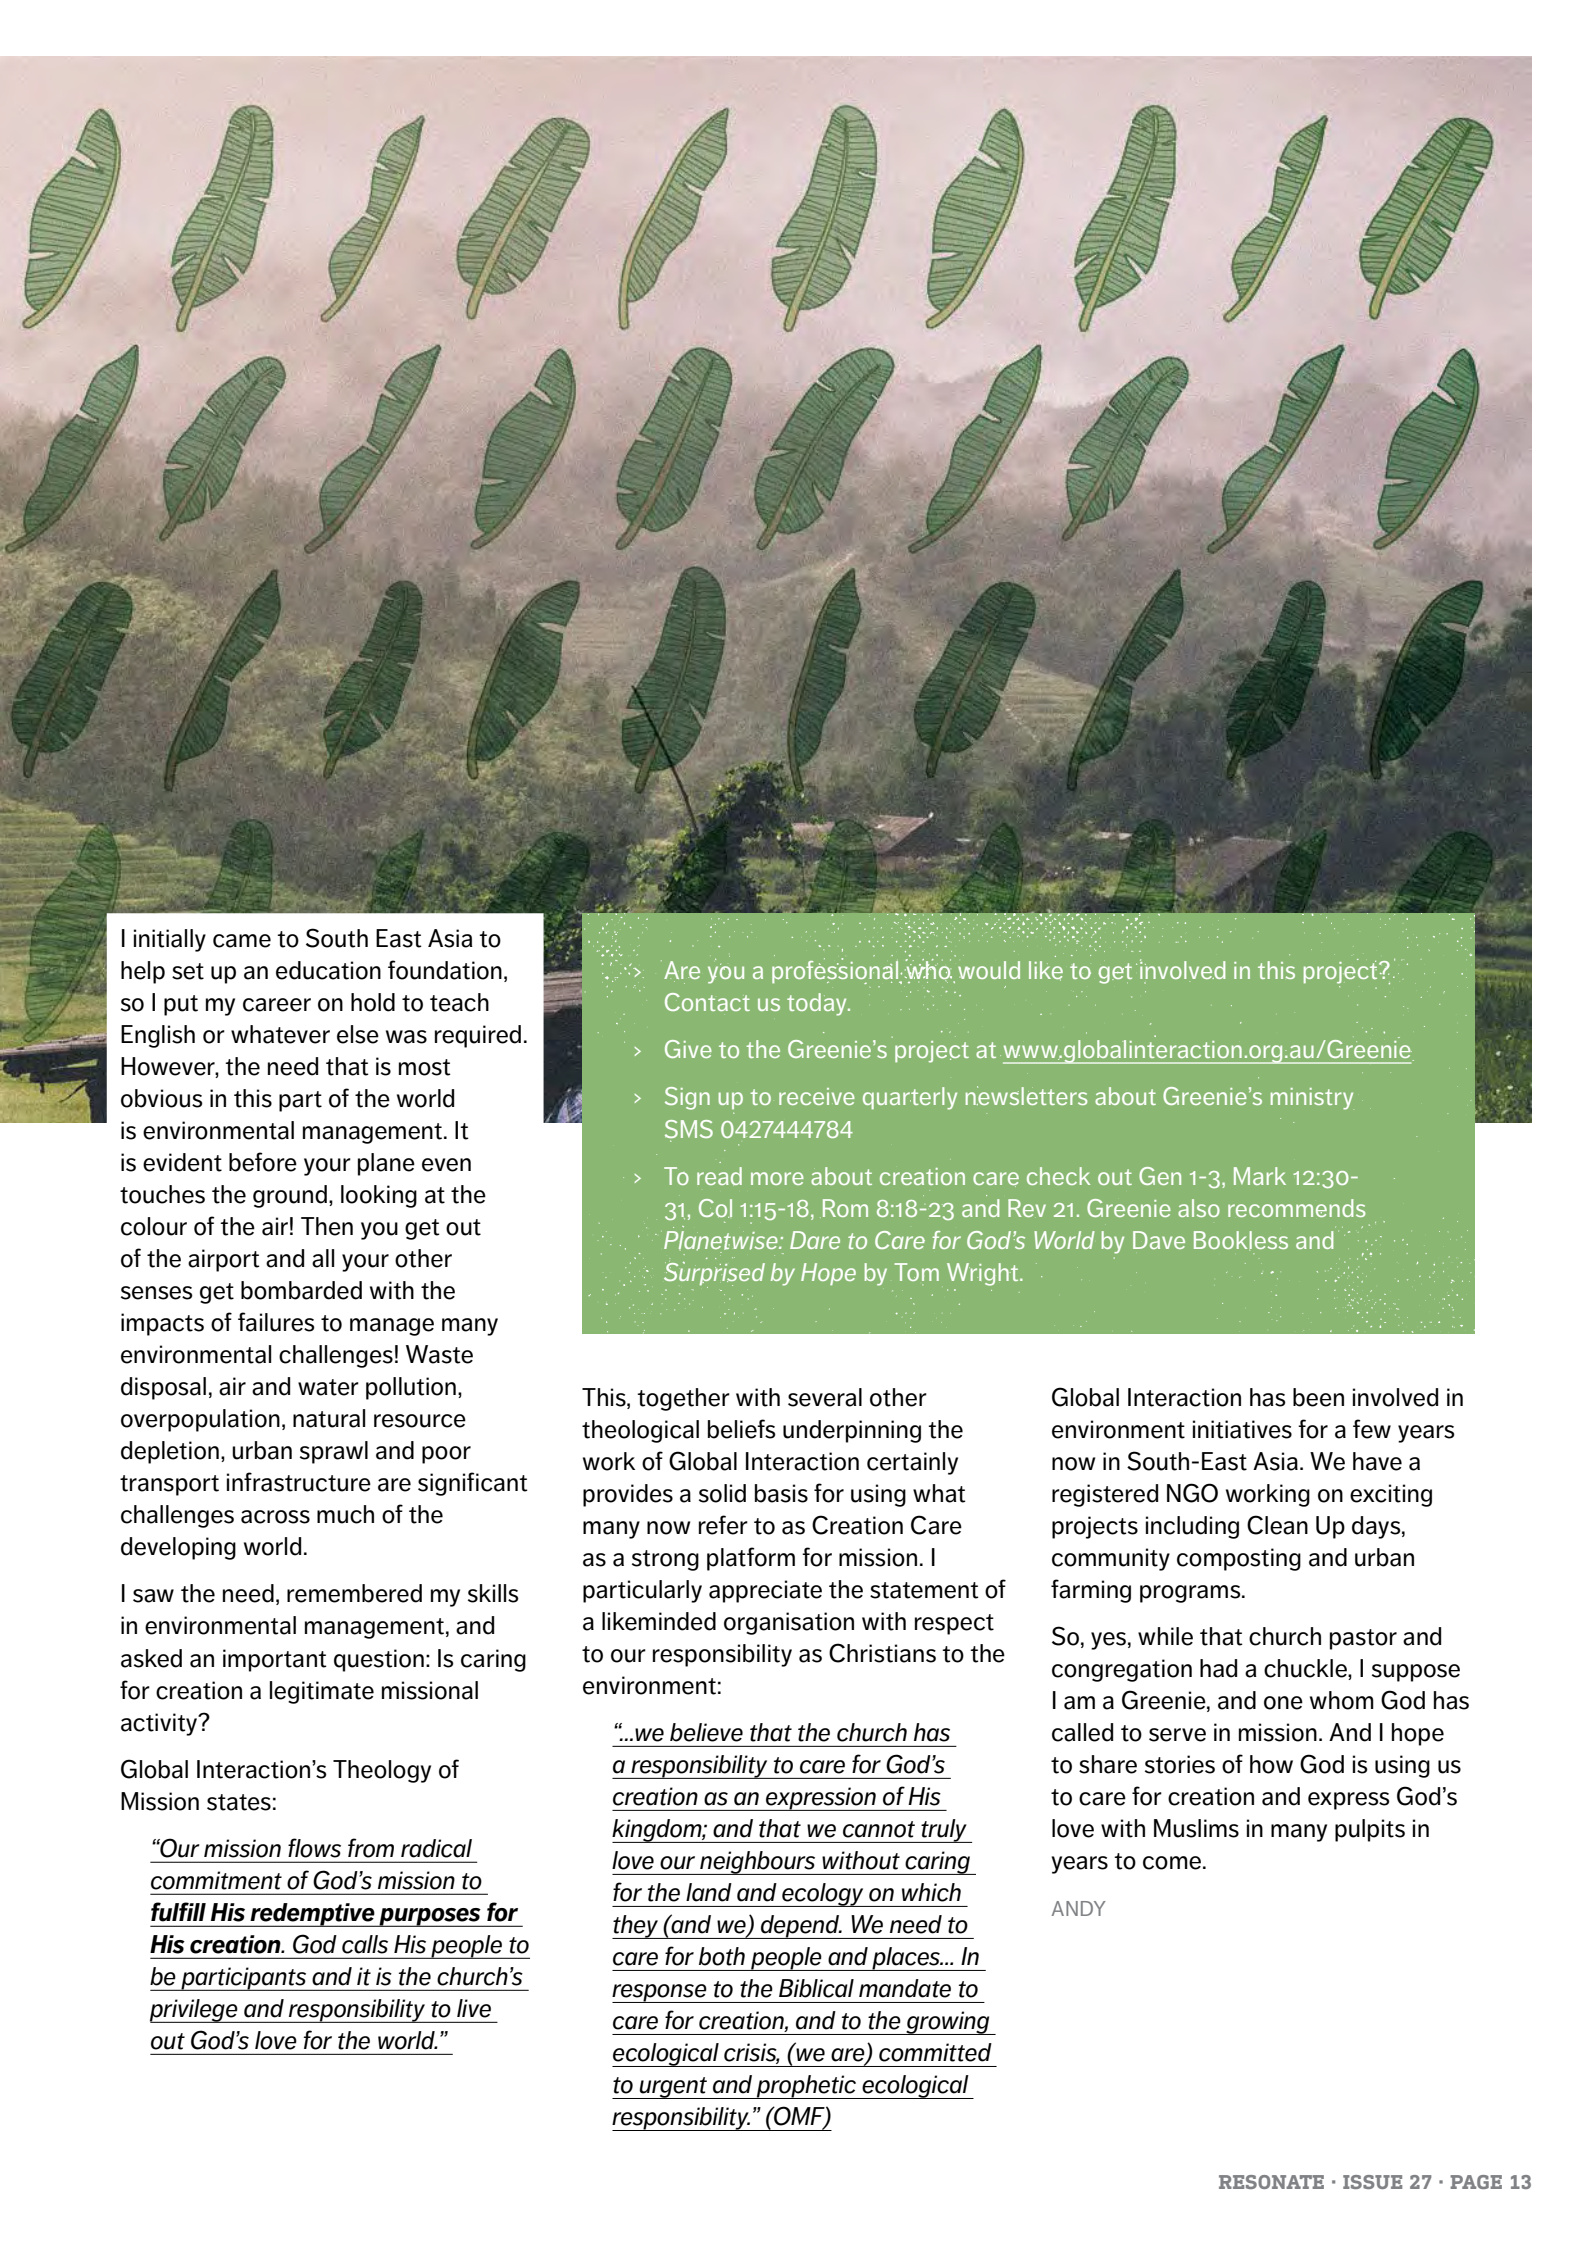 I initially came to South East Asia to
help set up an education foundation,
so I put my career on hold to teach
English or whatever else was required.
However, the need that is most
obvious in this part of the world
is environmental management. It
is evident before your plane even
touches the ground, looking at the
colour of the air! Then you get out
of the airport and all your other
senses get bombarded with the
impacts of failures to manage many
environmental challenges! Waste
disposal, air and water pollution,
overpopulation, natural resource
depletion, urban sprawl and poor
transport infrastructure are significant
challenges across much of the
developing world.
I saw the need, remembered my skills
in environmental management, and
asked an important question: Is caring
for creation a legitimate missional
activity?
Global Interaction’s Theology of
Mission states:
“Our mission flows from radical
commitment of God’s mission to
fulfill His redemptive purposes for
His creation. God calls His people to
be participants and it is the church’s
privilege and responsibility to live
out God’s love for the world.”
› Are you a professional who would like to get involved in this project?
Contact us today.
› Give to the Greenie’s project at www.globalinteraction.org.au/Greenie
› Sign up to receive quarterly newsletters about Greenie’s ministry
SMS 0427444784
› To read more about creation care check out Gen 1-3, Mark 12:30-
31, Col 1:15-18, Rom 8:18-23 and Rev 21. Greenie also recommends
Planetwise: Dare to Care for God’s World by Dave Bookless and
Surprised by Hope by Tom Wright.
This, together with several other
theological beliefs underpinning the
work of Global Interaction certainly
provides a solid basis for using what
many now refer to as Creation Care
as a strong platform for mission. I
particularly appreciate the statement of
a likeminded organisation with respect
to our responsibility as Christians to the
environment:
“...we believe that the church has
a responsibility to care for God’s
creation as an expression of His
kingdom; and that we cannot truly
love our neighbours without caring
for the land and ecology on which
they (and we) depend. We need to
care for both people and places... In
response to the Biblical mandate to
care for creation, and to the growing
ecological crisis, (we are) committed
to urgent and prophetic ecological
responsibility.” (OMF)
Global Interaction has been involved in
environment initiatives for a few years
now in South-East Asia. We have a
registered NGO working on exciting
projects including Clean Up days,
community composting and urban
farming programs.
So, yes, while that church pastor and
congregation had a chuckle, I suppose
I am a Greenie, and one whom God has
called to serve in mission. And I hope
to share stories of how God is using us
to care for creation and express God’s
love with Muslims in many pulpits in
years to come.
ANDY
RESONATE · ISSUE 27 · PAGE 13